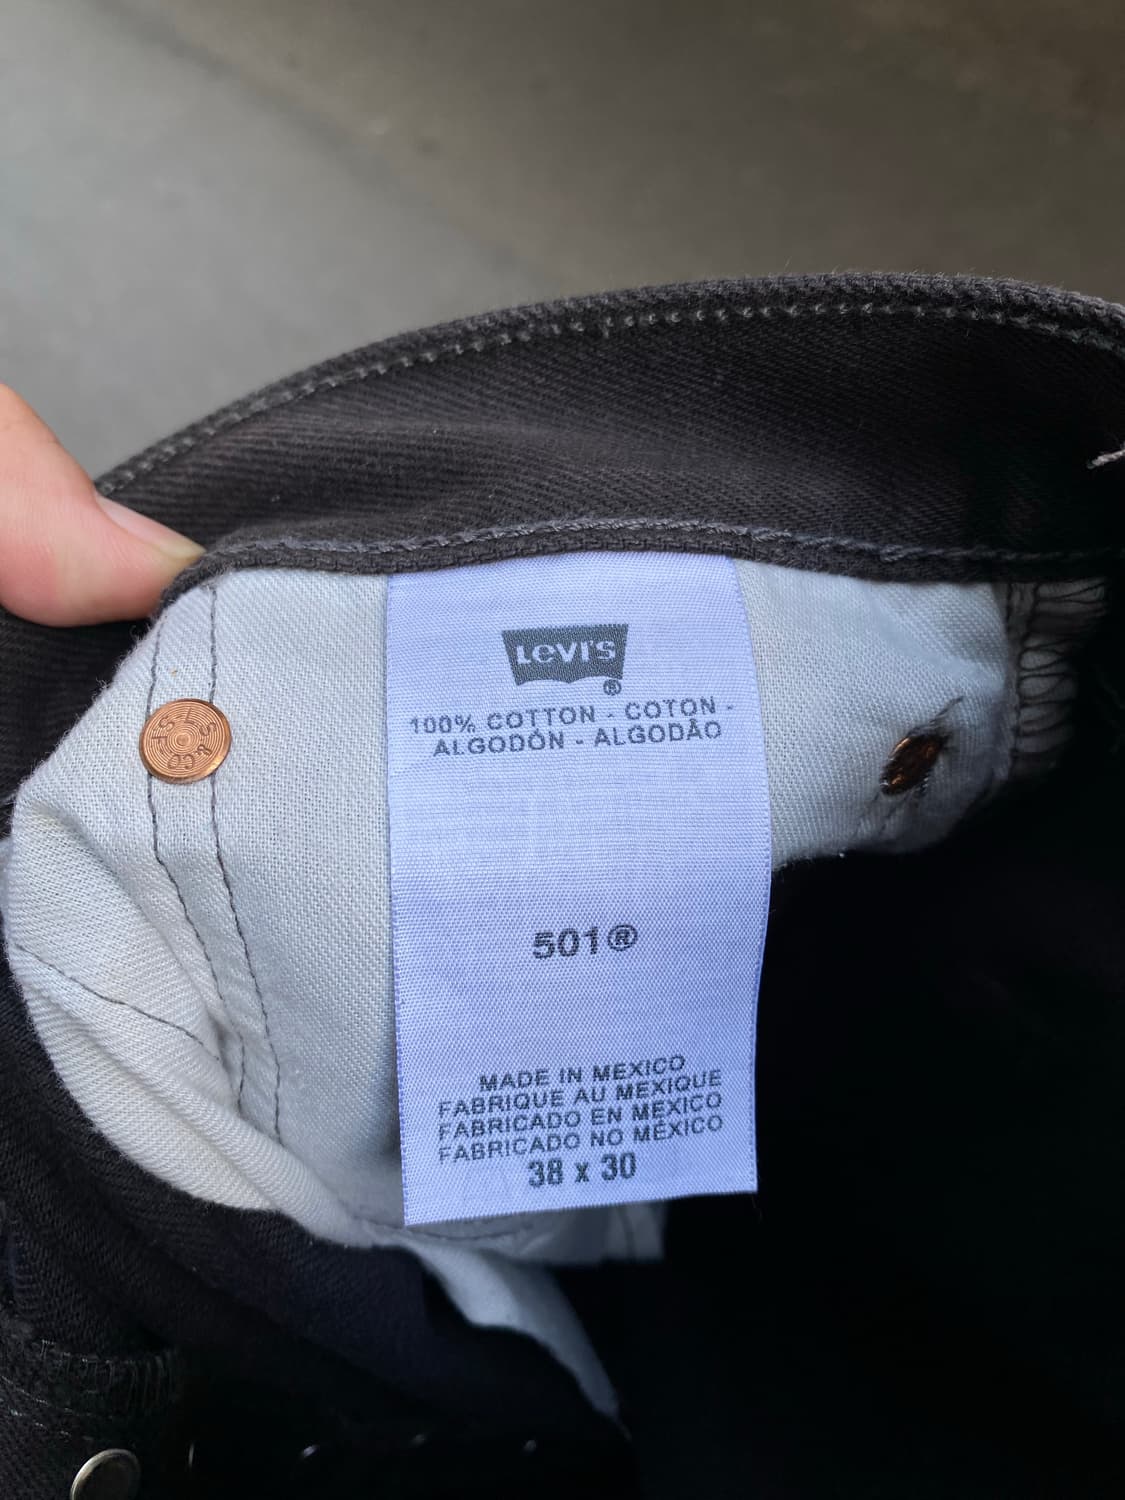 Levi's
®
100% COTTON - COTON -
ALGODÓN - ALGODÃO
501®
MADE IN MEXICO
FABRIQUE AU MEXIQUE
FABRICADO EN MEXICO
FABRICADO NO MÉXICO
38 x 30
L S & CO S F